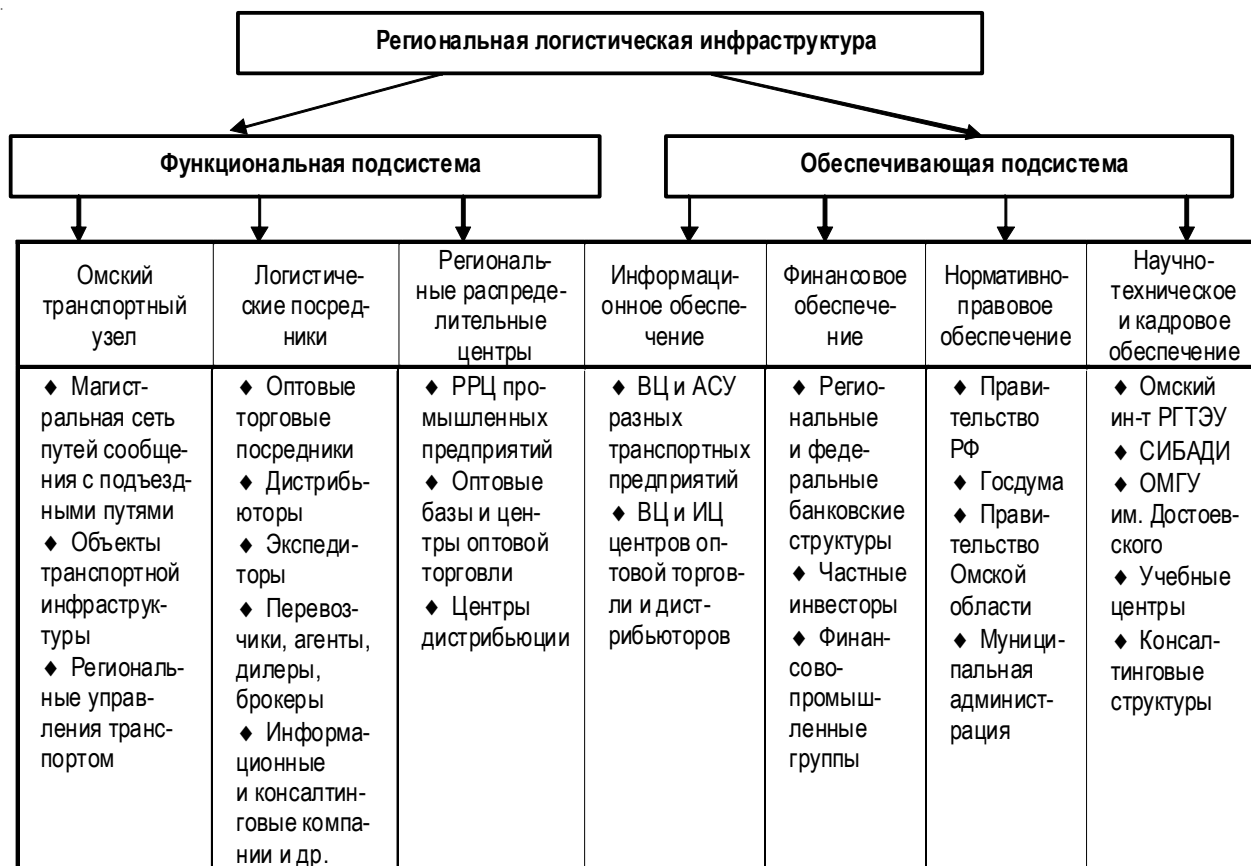 Региональная логистическая инфраструктура
Функциональная подсистема
Обеспечивающая подсистема
Омский
транспортный
узел
Логистиче-
ские посред-
ники
Региональ-
ные распреде-
лительные
центры
Информаци-
онное обеспе-
чение
Финансовое
обеспече-
ние
Нормативно-
правовое
обеспечение
Научно-
техническое
и кадровое
обеспечение
♦ Магист-
ральная сеть
путей сообще-
ния с подъезд-
ными путями
♦ Объекты
транспортной
инфраструк-
туры
♦ Региональ-
ные управ-
ления транс-
портом
♦ Оптовые
торговые
посредники
♦ Дистрибь-
юторы
♦ Экспеди-
торы
♦ Перевоз-
чики, агенты,
дилеры,
брокеры
♦ Информа-
ционные
и консалтин-
говые компа-
нии и др.
♦ РРЦ про-
мышленных
предприятий
♦ Оптовые
базы и цен-
тры оптовой
торговли
♦ Центры
дистрибьюции
♦ ВЦ и АСУ
разных
транспортных
предприятий
♦ ВЦ и ИЦ
центров оп-
товой торгов-
ли и дист-
рибьюторов
♦ Регио-
нальные
и феде-
ральные
банковские
структуры
♦ Частные
инвесторы
♦ Финан-
сово-
промыш-
ленные
группы
♦ Прави-
тельство
РФ
♦ Госдума
♦ Прави-
тельство
Омской
области
♦ Муници-
пальная
админист-
рация
♦ Омский
ин-т РГТЭУ
♦ СИБАДИ
♦ ОМГУ
им. Достоев-
ского
♦ Учебные
центры
♦ Консал-
тинговые
структуры